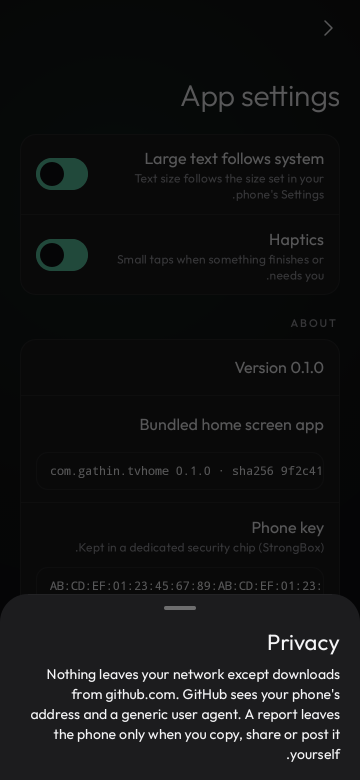 App settings
Large text follows system
Text size follows the size set in your
.phone's Settings
Haptics
Small taps when something finishes or
.needs you
ABOUT
Version 0.1.0
Bundled home screen app
com.gathin.tvhome 0.1.0 · sha256 9f2c41
Phone key
.Kept in a dedicated security chip (StrongBox)
AB:CD:EF:01:23:45:67:89:AB:CD:EF:01:23:
Privacy
Nothing leaves your network except downloads
from github.com. GitHub sees your phone's
address and a generic user agent. A report leaves
the phone only when you copy, share or post it
.yourself